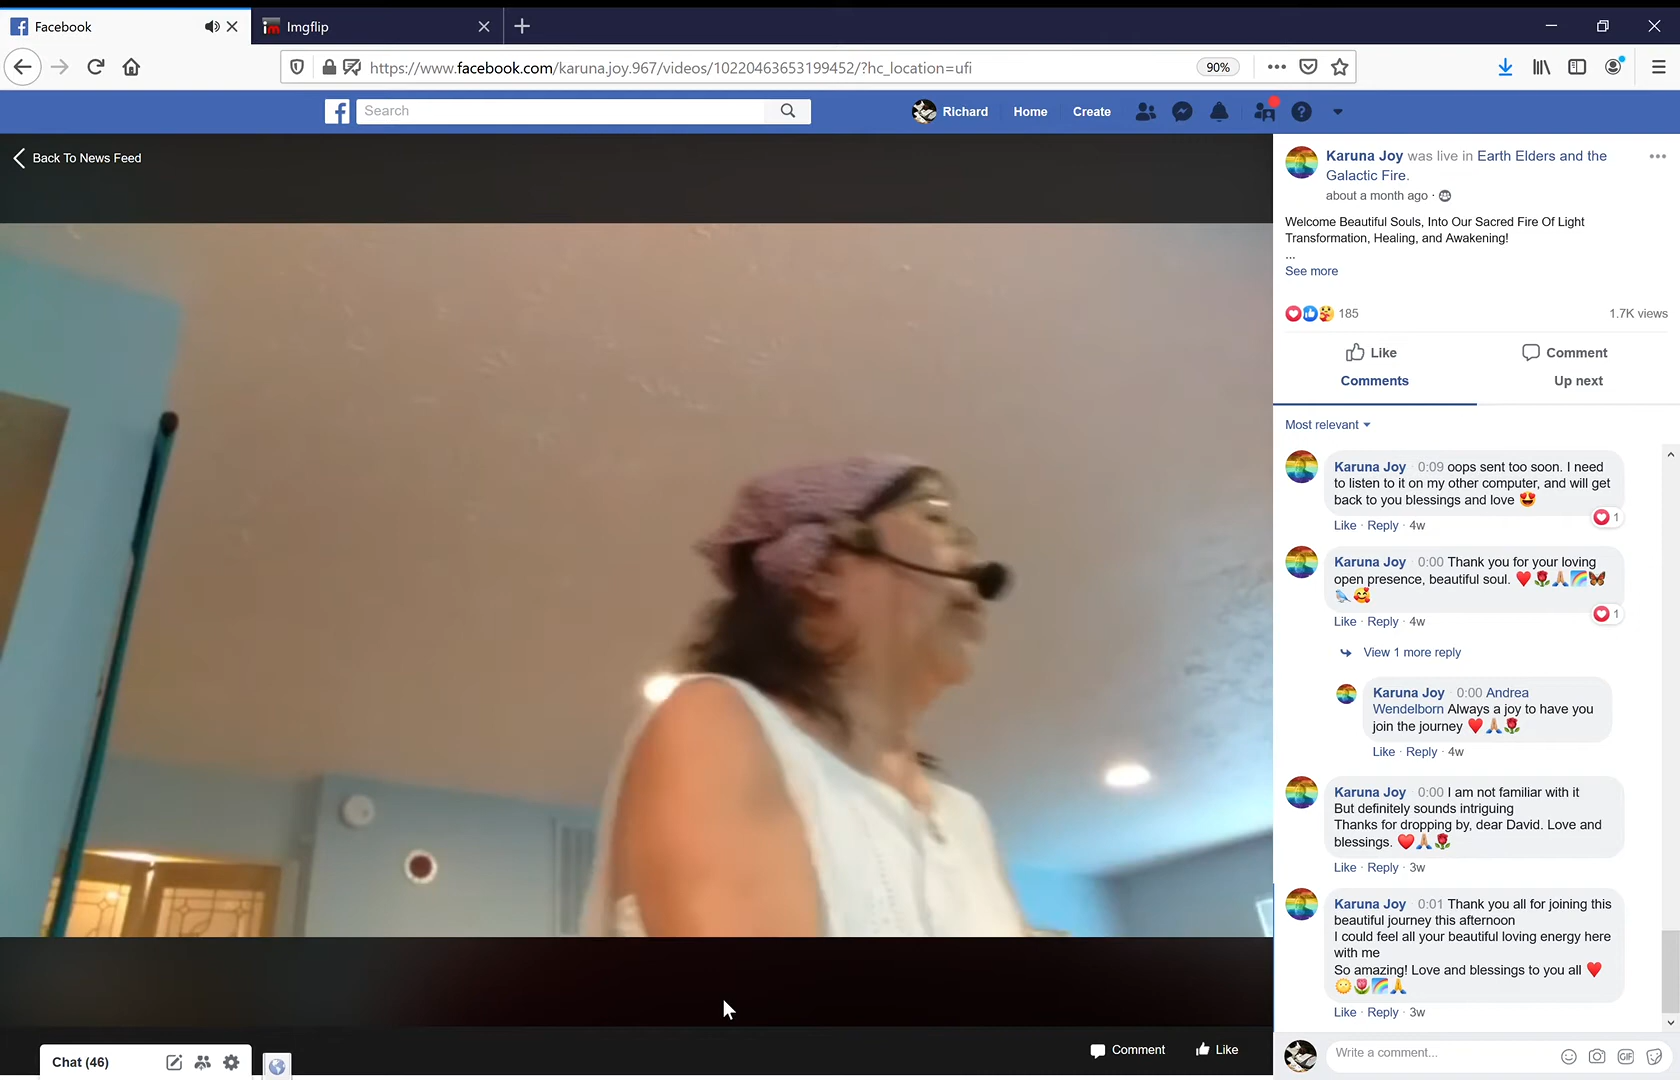 Facebook
Imgflip
https://www.facebook.com/karuna.joy.967/videos/10220463653199452/?hc_location=ufi
90%
Search
Richard
Home
Create
Back To News Feed
Karuna Joy was live in Earth Elders and the
Galactic Fire.
about a month ago ·
Welcome Beautiful Souls, Into Our Sacred Fire Of Light
Transformation, Healing, and Awakening!
...
See more
185
1.7K views
Like
Comment
Comments
Up next
Most relevant
Karuna Joy · 0:09 oops sent too soon. I need
to listen to it on my other computer, and will get
back to you blessings and love 😍
1
Like · Reply · 4w
Karuna Joy · 0:00 Thank you for your loving
open presence, beautiful soul. ❤️🌹🙏🌈🦋
🐦🥰
1
Like · Reply · 4w
View 1 more reply
Karuna Joy · 0:00 Andrea
Wendelborn Always a joy to have you
join the journey ❤️🙏🌹
Like · Reply · 4w
Karuna Joy · 0:00 I am not familiar with it
But definitely sounds intriguing
Thanks for dropping by, dear David. Love and
blessings. ❤️🙏🌹
Like · Reply · 3w
Karuna Joy · 0:01 Thank you all for joining this
beautiful journey this afternoon
I could feel all your beautiful loving energy here
with me
So amazing! Love and blessings to you all ❤️
🌞🌷🌈🙏
Like · Reply · 3w
Comment
Like
Chat (46)
Write a comment...
GIF